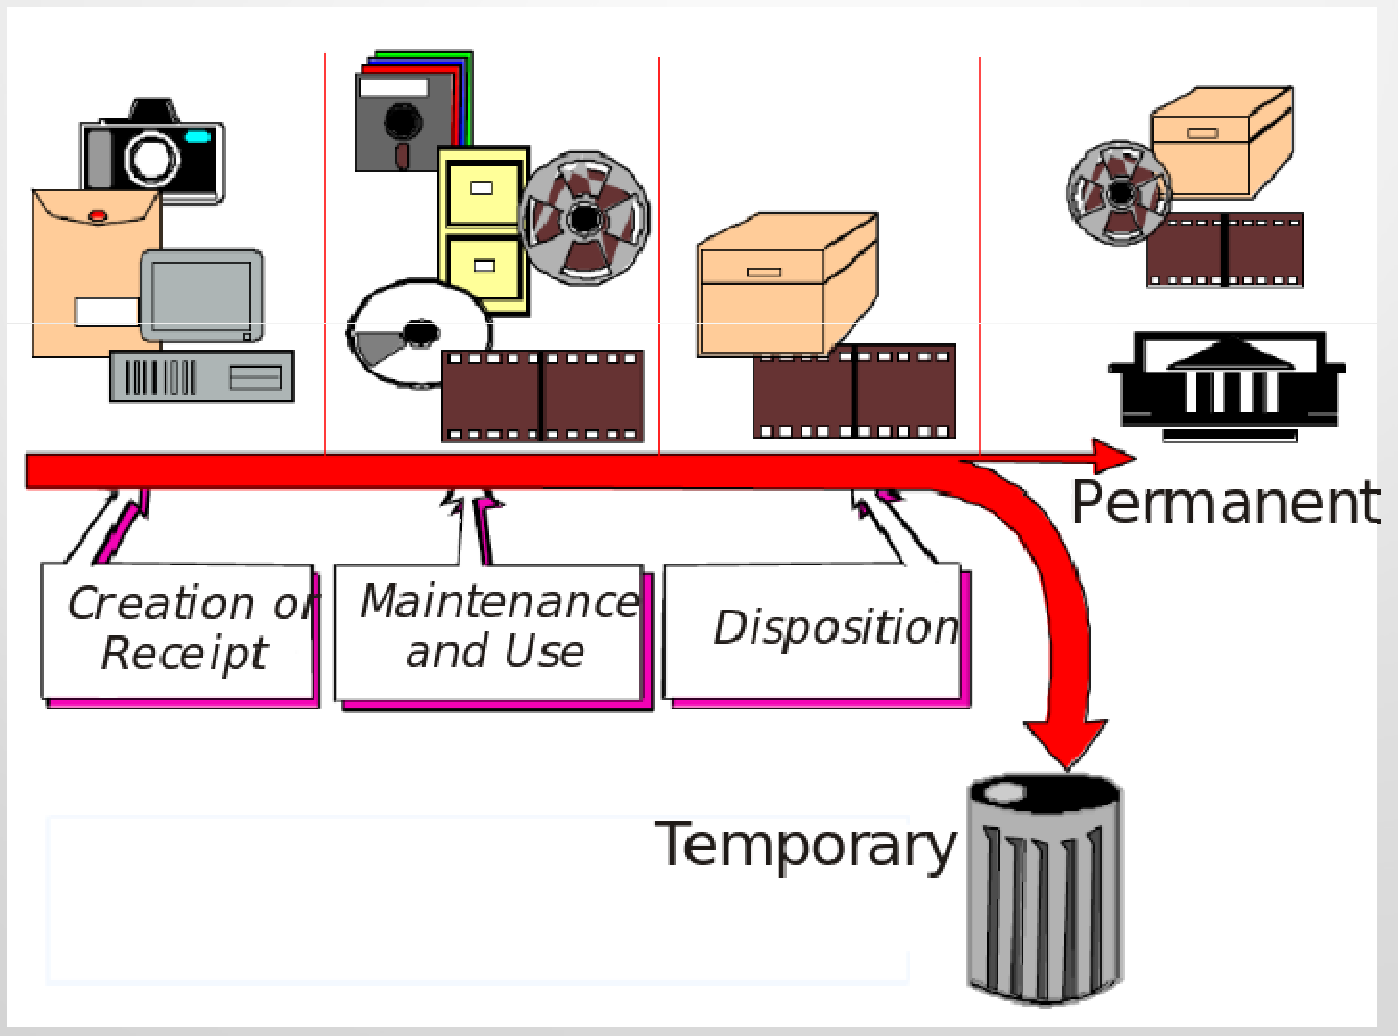 Permanent
Creation or
Receipt
Maintenance
and Use
Disposition
Temporary